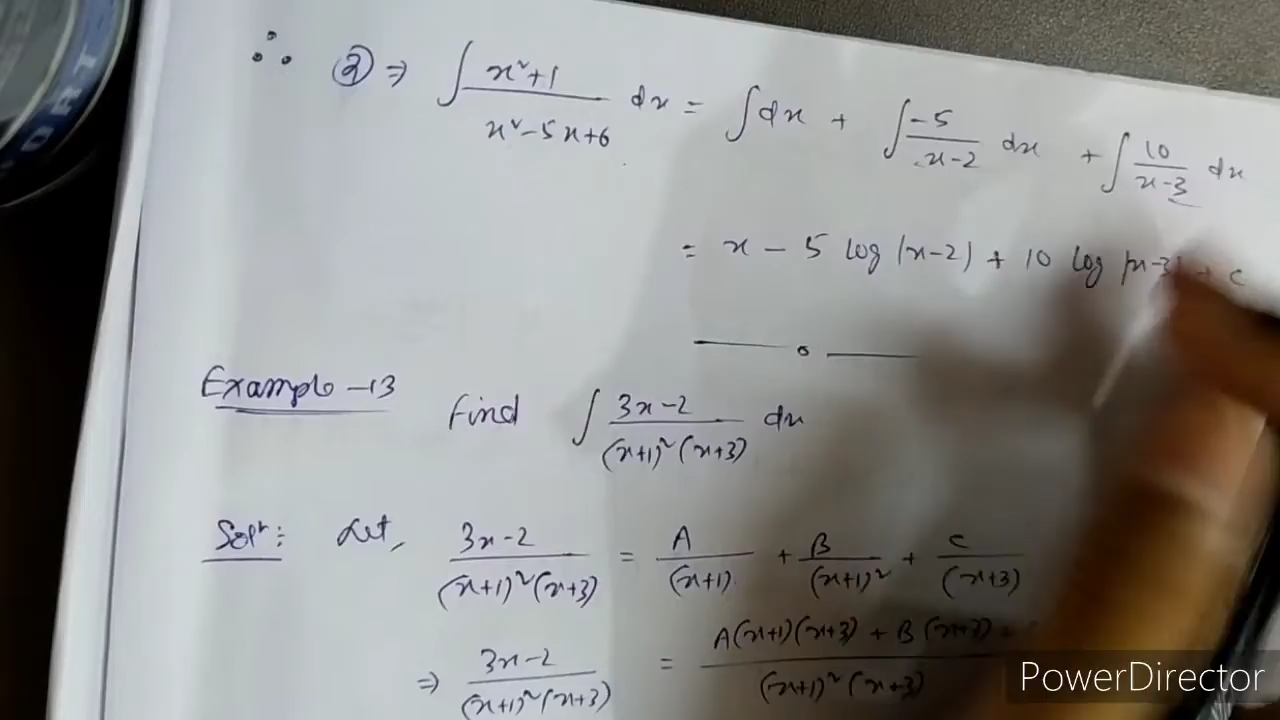 ∴ ② ⇒ ∫ (x²+1)/(x²-5x+6) dx = ∫dx + ∫ -5/(x-2) dx + ∫ 10/(x-3) dx
= x - 5 log |x-2| + 10 log |x-3| + c
Example-13 Find ∫ (3x-2)/((x+1)²(x+3)) dx
Solⁿ: Let, (3x-2)/((x+1)²(x+3)) = A/(x+1) + B/(x+1)² + C/(x+3)
⇒ (3x-2)/((x+1)²(x+3)) = (A(x+1)(x+3) + B(x+3) +)/((x+1)²(x+3))
PowerDirector